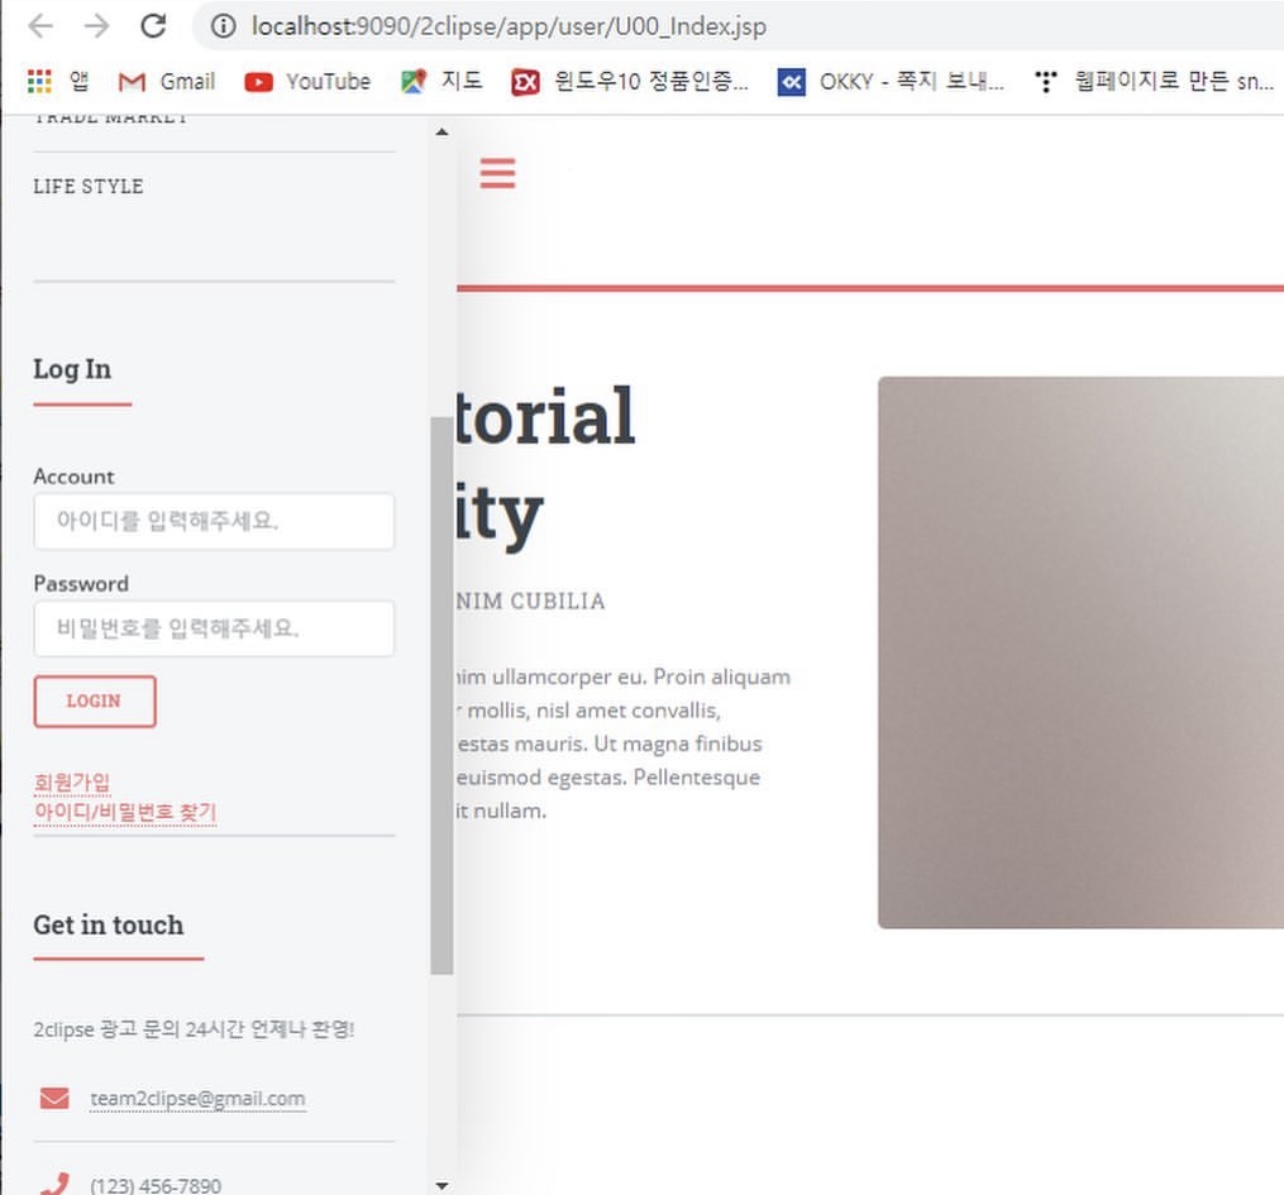 localhost:9090/2clipse/app/user/U00_Index.jsp
앱 Gmail YouTube 지도 윈도우10 정품인증... OKKY - 쪽지 보내... 웹페이지로 만든 sn...
TRADE MARKET
LIFE STYLE
Log In
Account
아이디를 입력해주세요.
Password
비밀번호를 입력해주세요.
LOGIN
회원가입
아이디/비밀번호 찾기
Get in touch
2clipse 광고 문의 24시간 언제나 환영!
team2clipse@gmail.com
(123) 456-7890
torial
ity
NIM CUBILIA
nim ullamcorper eu. Proin aliquam
r mollis, nisl amet convallis,
estas mauris. Ut magna finibus
euismod egestas. Pellentesque
it nullam.